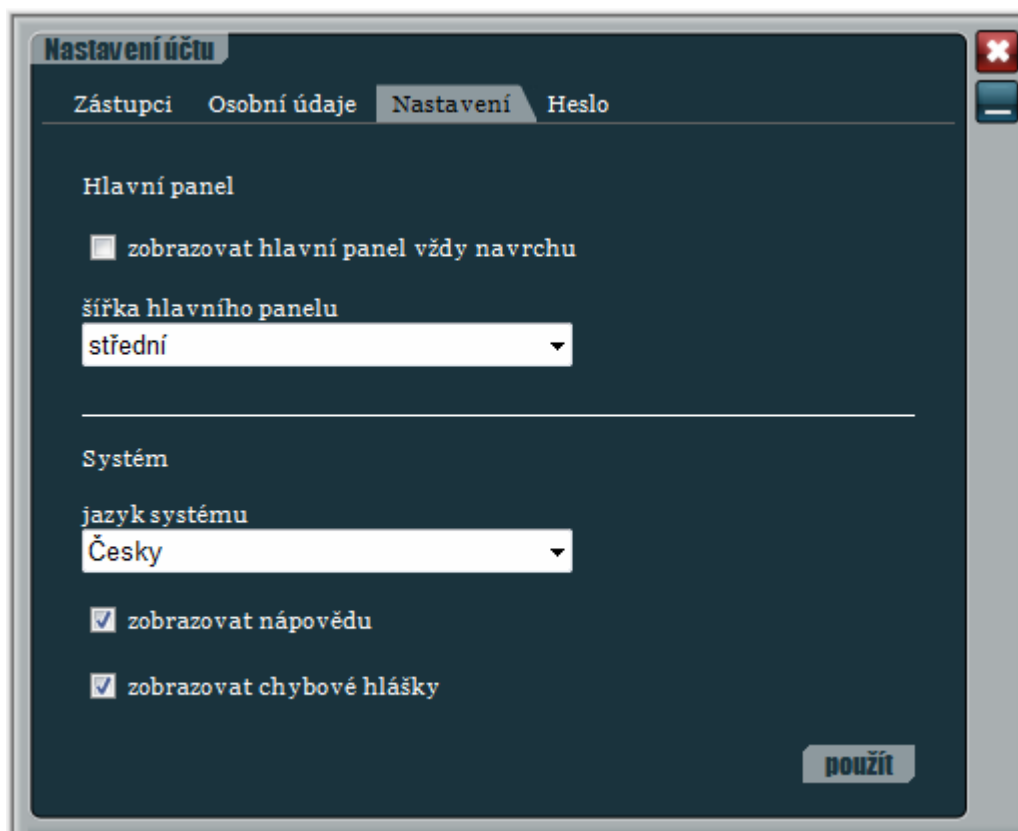 Nastavení účtu
Zástupci Osobní údaje Nastavení Heslo
Hlavní panel
zobrazovat hlavní panel vždy navrchu
šířka hlavního panelu
střední
Systém
jazyk systému
Česky
zobrazovat nápovědu
zobrazovat chybové hlášky
použít